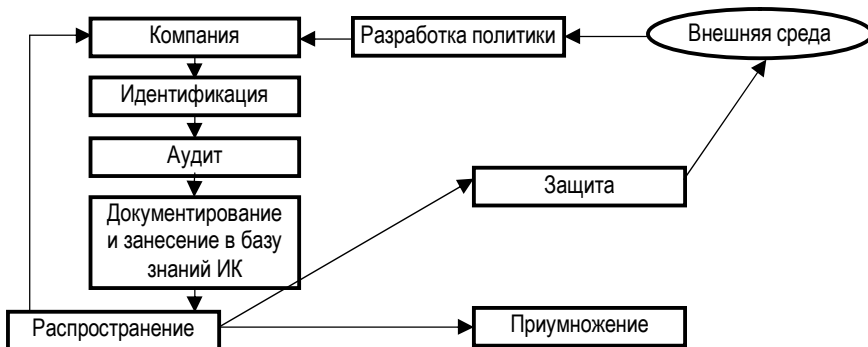 Компания
Разработка политики
Внешняя среда
Идентификация
Аудит
Защита
Документирование
и занесение в базу
знаний ИК
Распространение
Приумножение